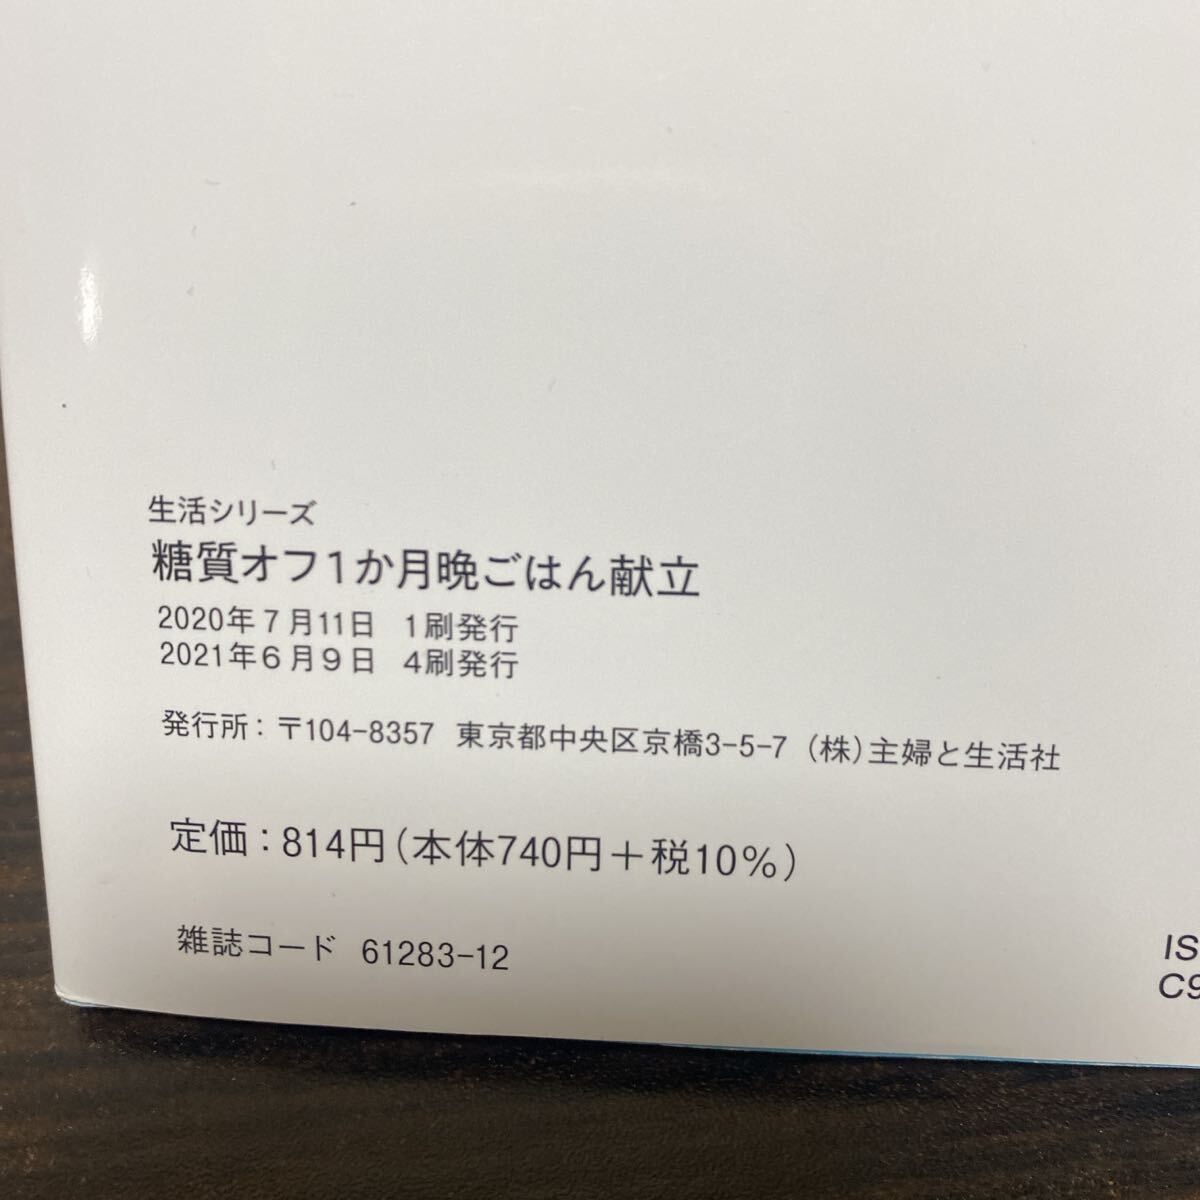 生活シリーズ
糖質オフ1か月晩ごはん献立
2020年7月11日 1刷発行
2021年6月9日 4刷発行
発行所：〒104-8357 東京都中央区京橋3-5-7 （株）主婦と生活社
定価：814円（本体740円＋税10%）
雑誌コード 61283-12
IS
C9